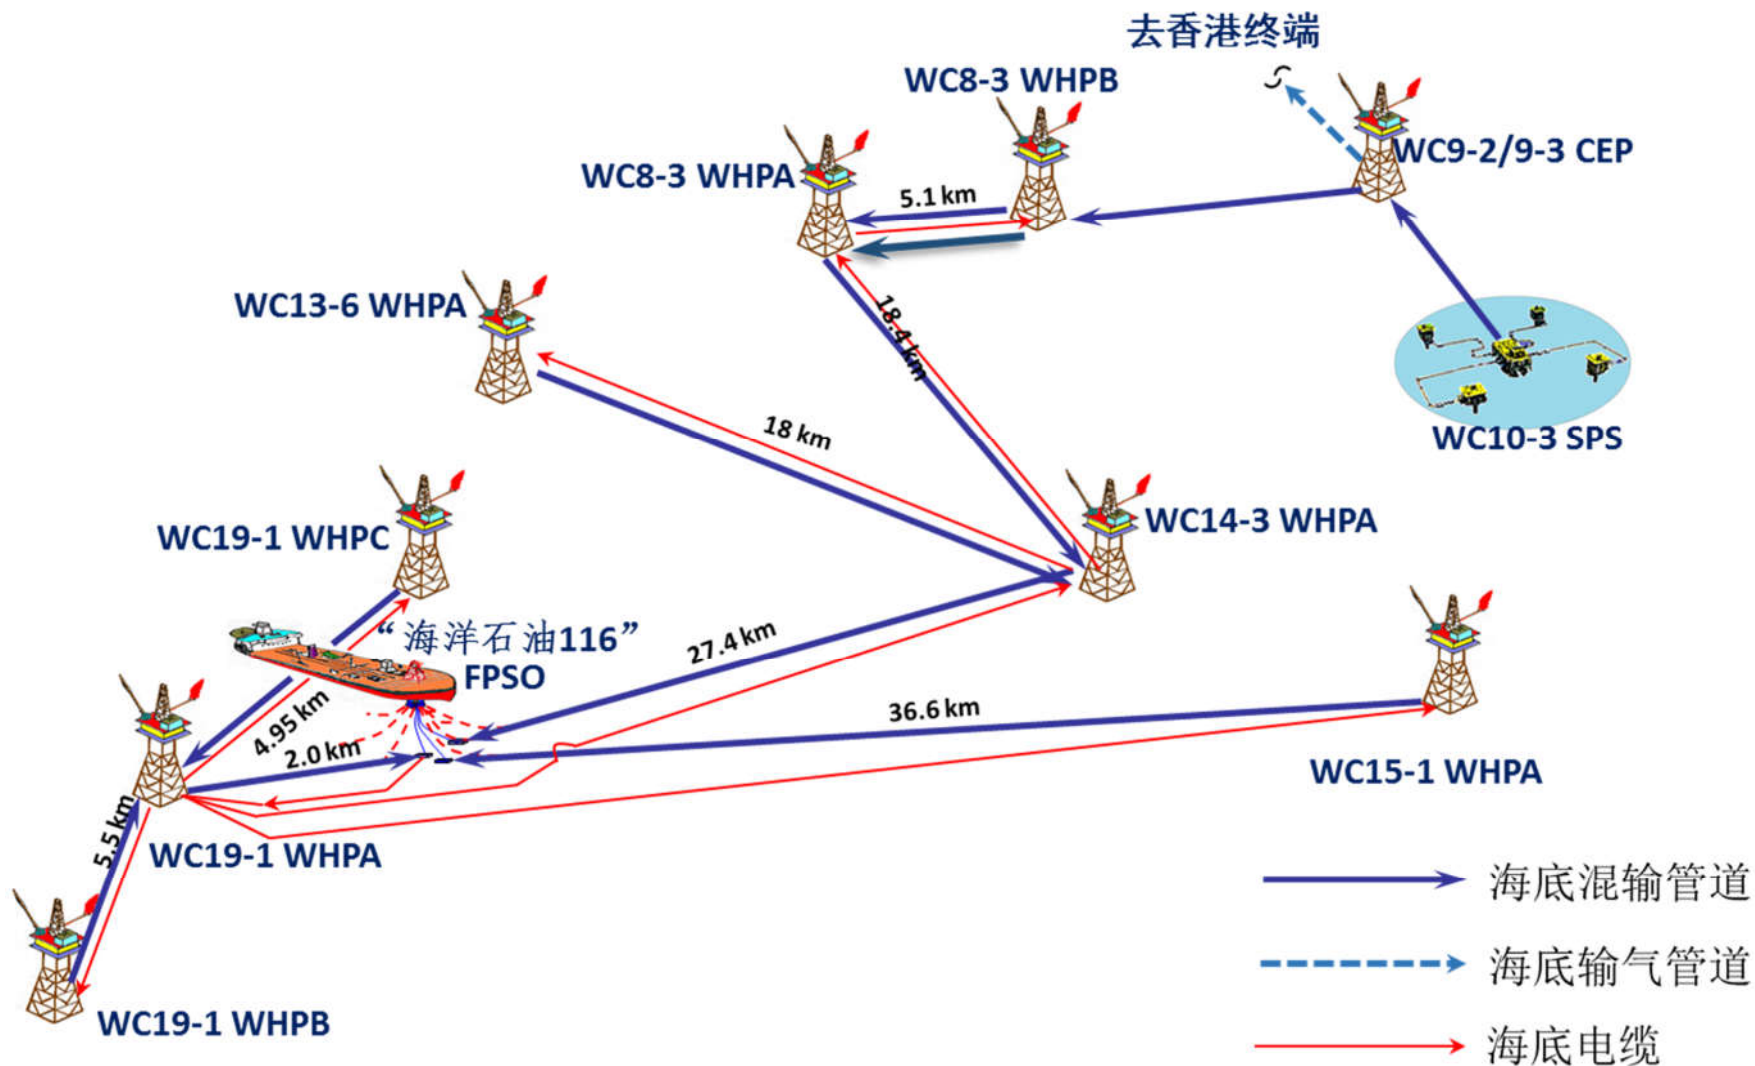 去香港终端
WC8-3 WHPB
WC9-2/9-3 CEP
WC8-3 WHPA
5.1 km
WC13-6 WHPA
18.4 km
18 km
WC10-3 SPS
WC14-3 WHPA
WC19-1 WHPC
“海洋石油116”
FPSO
27.4 km
36.6 km
4.95 km
2.0 km
WC15-1 WHPA
5.5 km
WC19-1 WHPA
海底混输管道
海底输气管道
WC19-1 WHPB
海底电缆